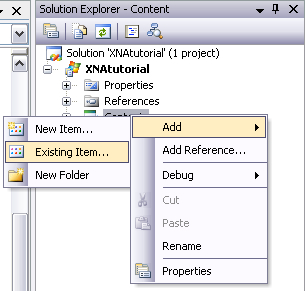 Solution Explorer - Content
Solution 'XNAtutorial' (1 project)
XNAtutorial
Properties
References
New Item...
Existing Item...
New Folder
Add
Add Reference...
Debug
Cut
Paste
Rename
Properties